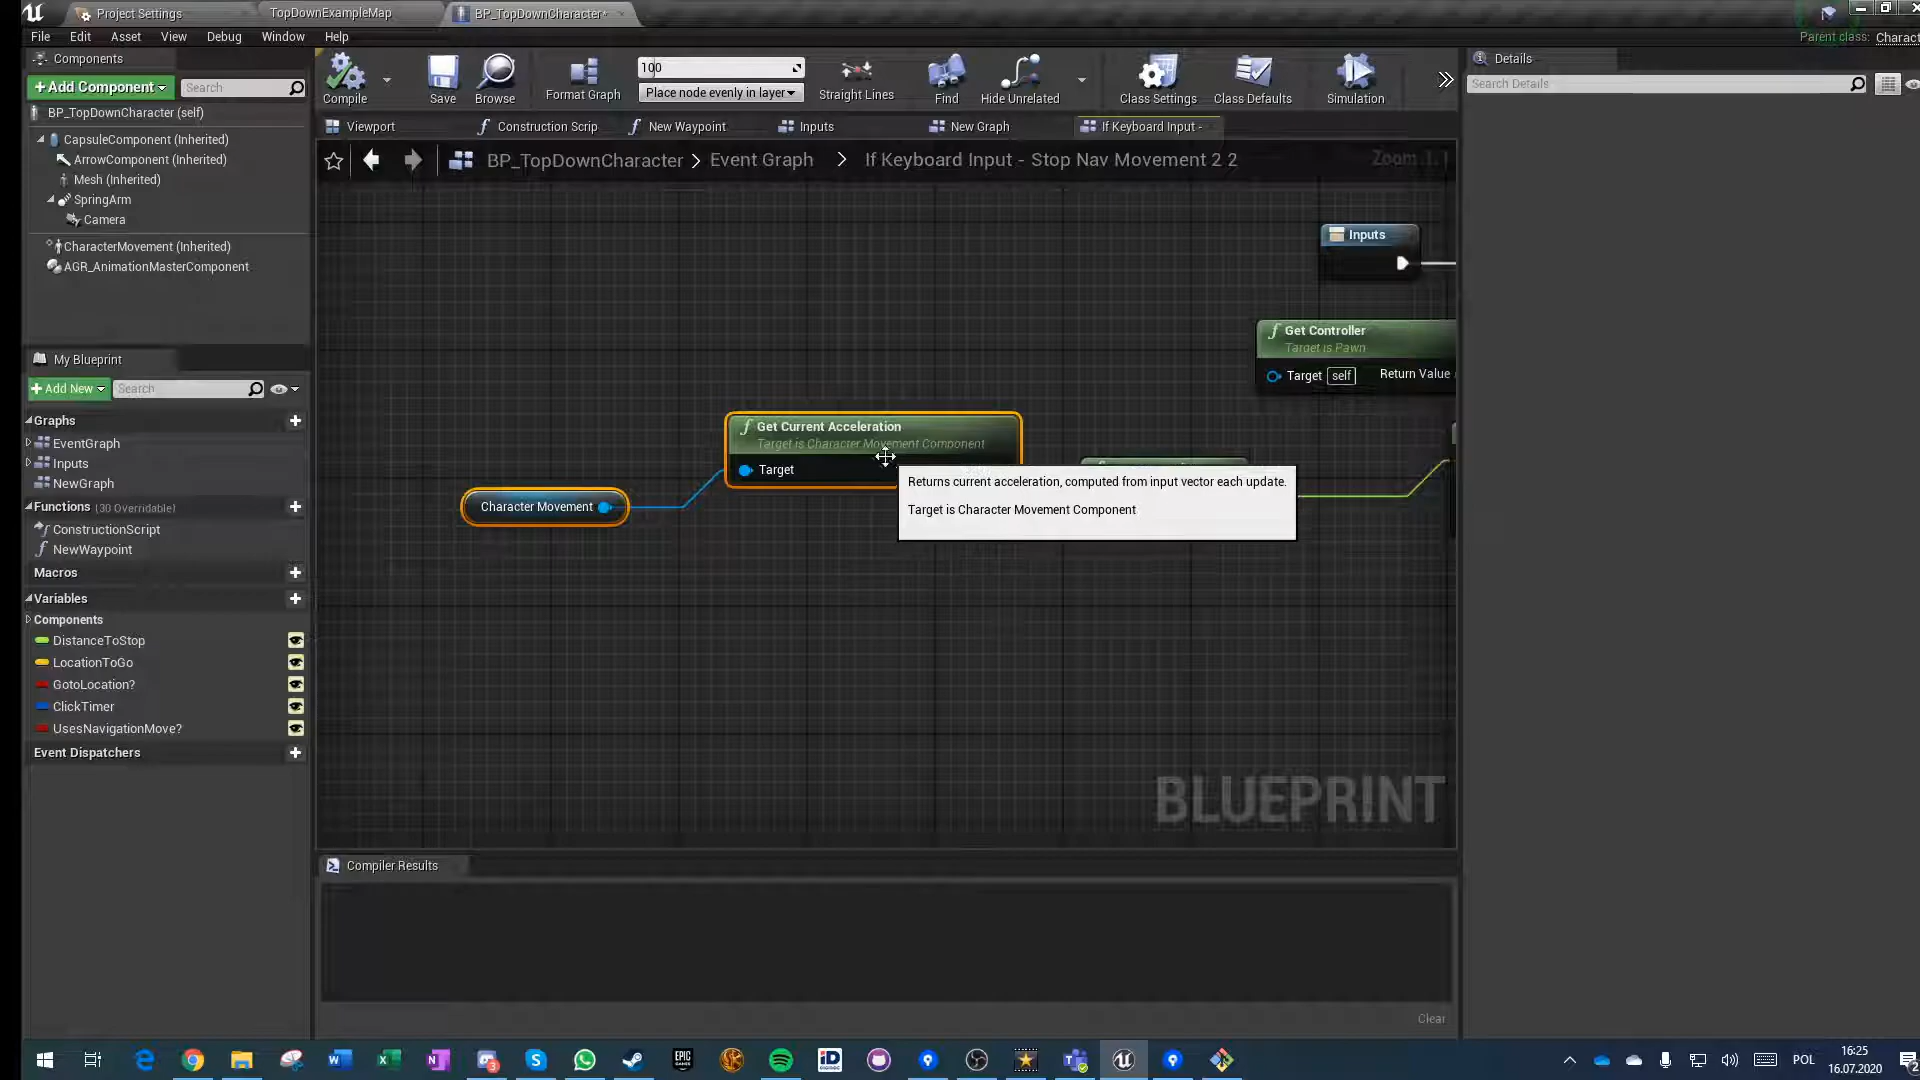 Project Settings
TopDownExampleMap
BP_TopDownCharacter*
File Edit Asset View Debug Window Help
Parent class: Charact
Components
+Add Component
Search
BP_TopDownCharacter (self)
CapsuleComponent (Inherited)
ArrowComponent (Inherited)
Mesh (Inherited)
SpringArm
Camera
CharacterMovement (Inherited)
AGR_AnimationMasterComponent
My Blueprint
+Add New
Search
Graphs
EventGraph
Inputs
NewGraph
Functions (30 Overridable)
ConstructionScript
NewWaypoint
Macros
Variables
Components
DistanceToStop
LocationToGo
GotoLocation?
ClickTimer
UsesNavigationMove?
Event Dispatchers
Compile
Save
Browse
Format Graph
100
Place node evenly in layer
Straight Lines
Find
Hide Unrelated
Class Settings
Class Defaults
Simulation
Viewport
Construction Scrip
New Waypoint
Inputs
New Graph
If Keyboard Input -
BP_TopDownCharacter > Event Graph > If Keyboard Input - Stop Nav Movement 2 2
Inputs
Get Controller
Target is Pawn
Target self Return Value
Get Current Acceleration
Target is Character Movement Component
Target
Character Movement
Returns current acceleration, computed from input vector each update.
Target is Character Movement Component
BLUEPRINT
Compiler Results
Clear
Details
Search Details
POL
16:25
16.07.2020